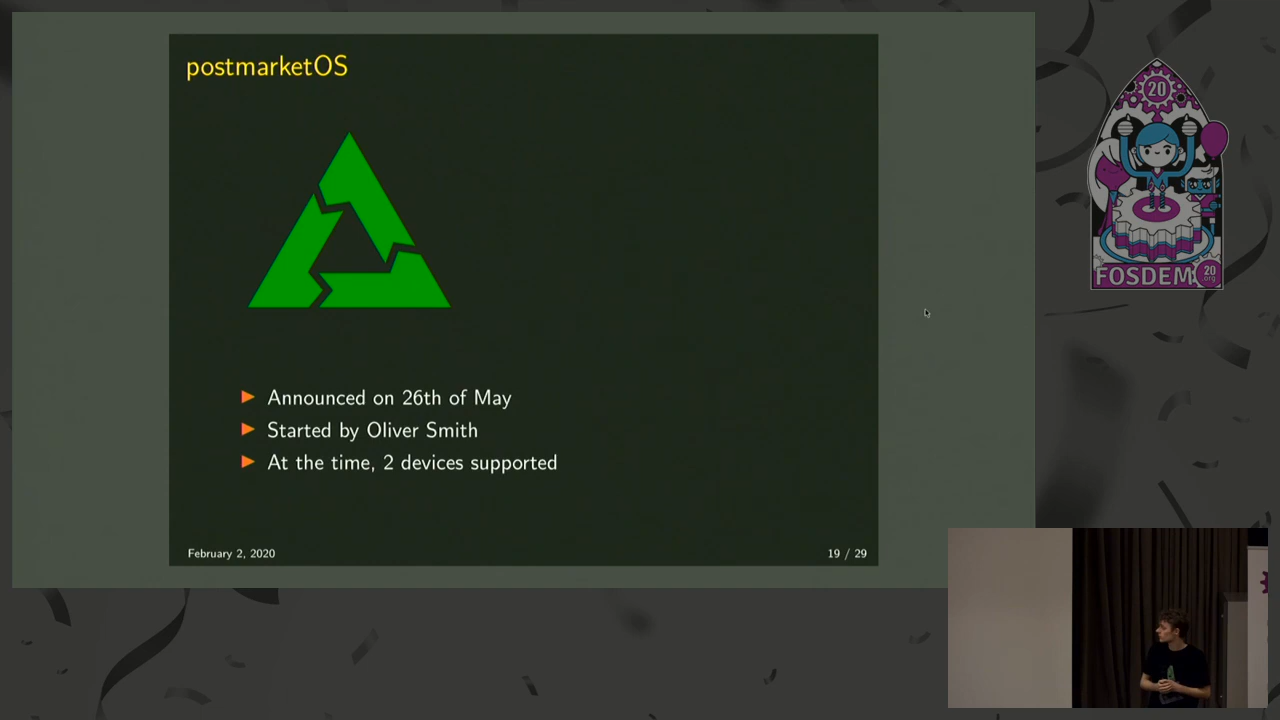 postmarketOS
Announced on 26th of May
Started by Oliver Smith
At the time, 2 devices supported
February 2, 2020
19 / 29
20
FOSDEM
20
.org